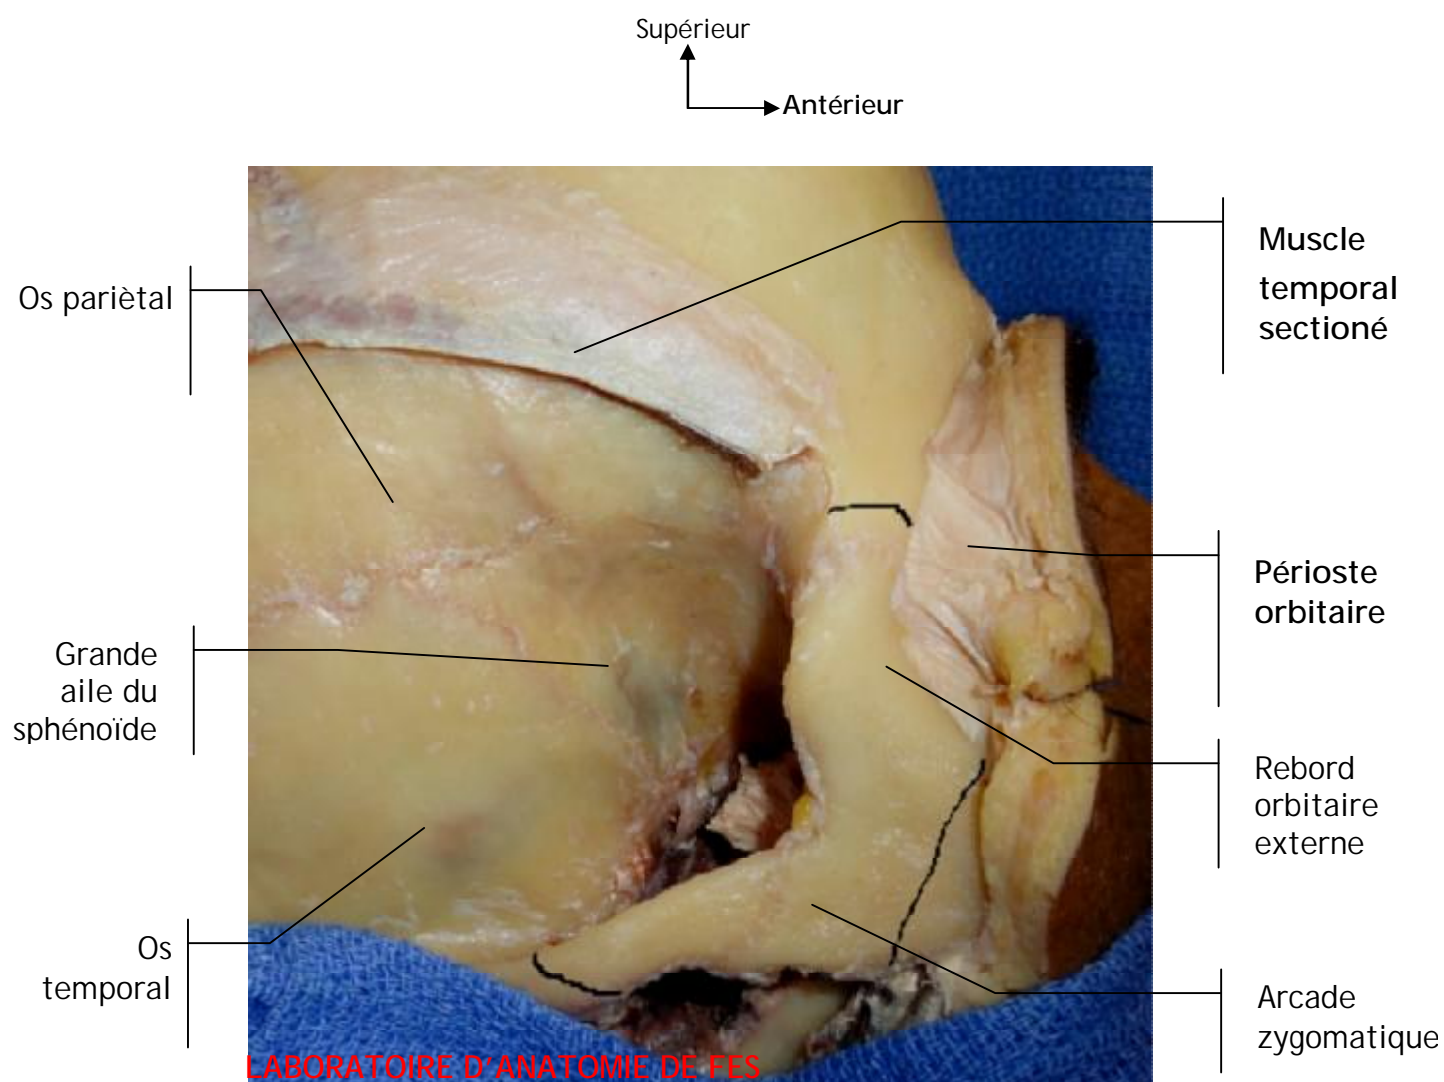 Supérieur
Antérieur
Muscle
temporal
sectioné
Os pariètal
Périoste
orbitaire
Grande
aile du
sphénoïde
Rebord
orbitaire
externe
Os
temporal
Arcade
zygomatique
LABORATOIRE D'ANATOMIE DE FES